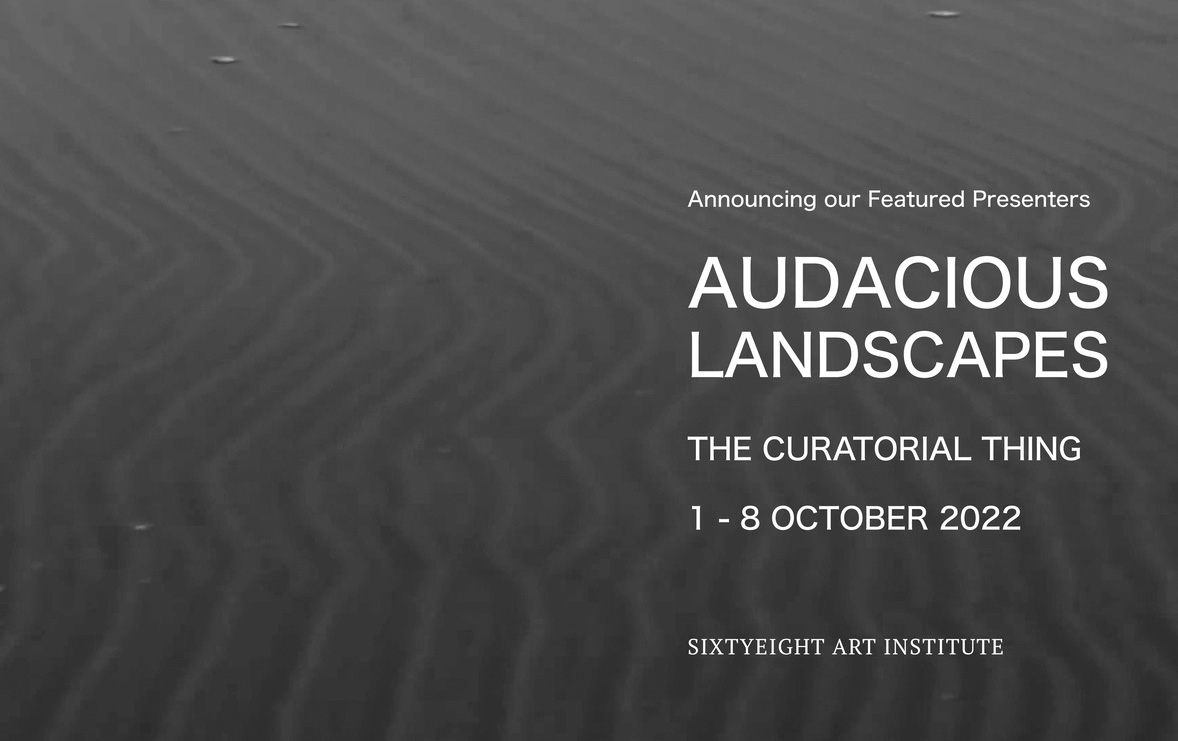 Announcing our Featured Presenters
AUDACIOUS
LANDSCAPES
THE CURATORIAL THING
1 - 8 OCTOBER 2022
SIXTYEIGHT ART INSTITUTE